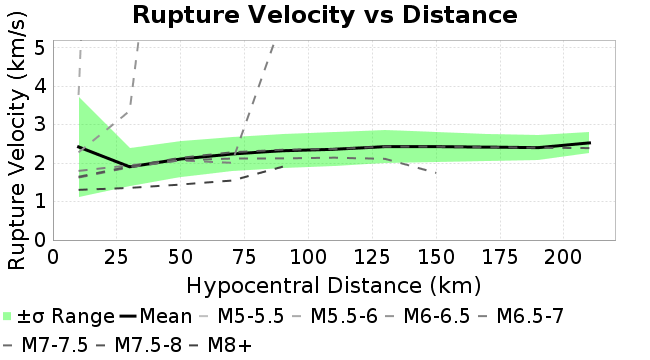 Rupture Velocity vs Distance
Rupture Velocity (km/s)
5
4
3
2
1
0
0 25 50 75 100 125 150 175 200
Hypocentral Distance (km)
±σ Range Mean M5-5.5 M5.5-6 M6-6.5 M6.5-7
M7-7.5 M7.5-8 M8+